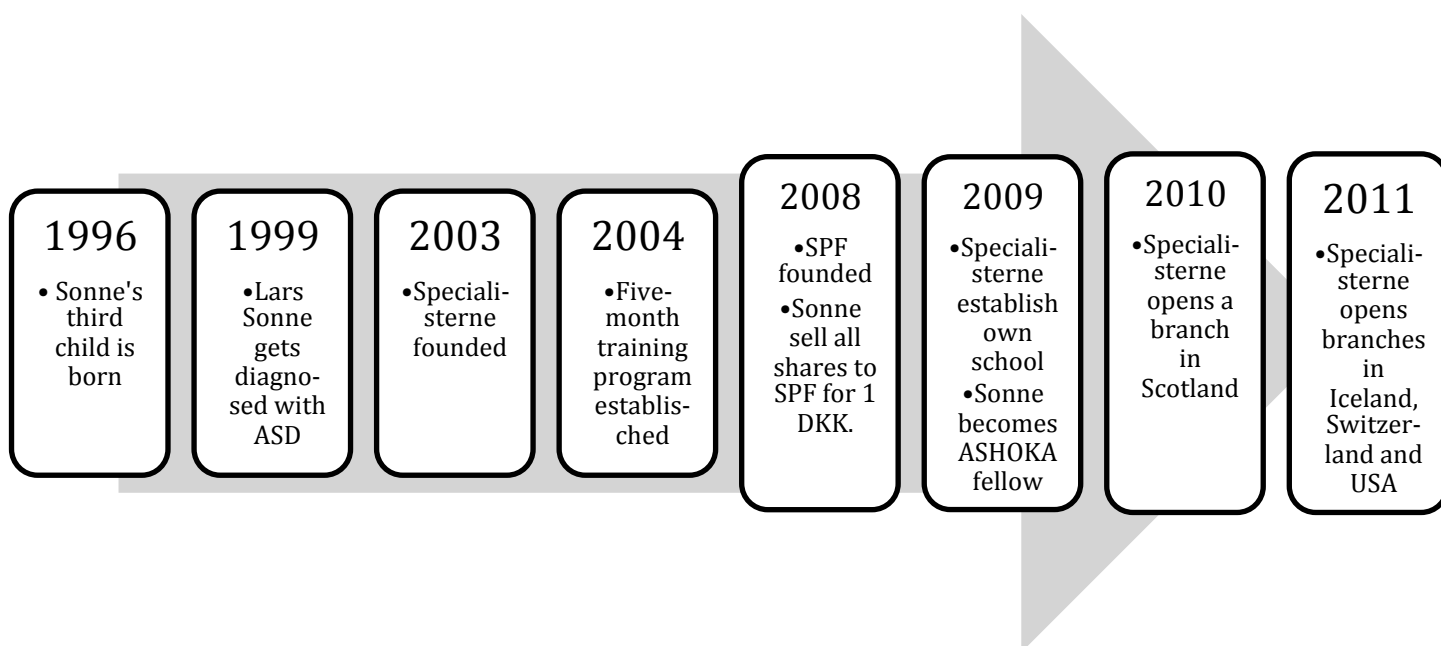 1996
• Sonne's
third
child is
born
1999
•Lars
Sonne
gets
diagno-
sed with
ASD
2003
•Speciali-
sterne
founded
2004
•Five-
month
training
program
establis-
ched
2008
•SPF
founded
•Sonne
sell all
shares to
SPF for 1
DKK.
2009
•Speciali-
sterne
establish
own
school
•Sonne
becomes
ASHOKA
fellow
2010
•Speciali-
sterne
opens a
branch
in
Scotland
2011
•Speciali-
sterne
opens
branches
in
Iceland,
Switzer-
land and
USA